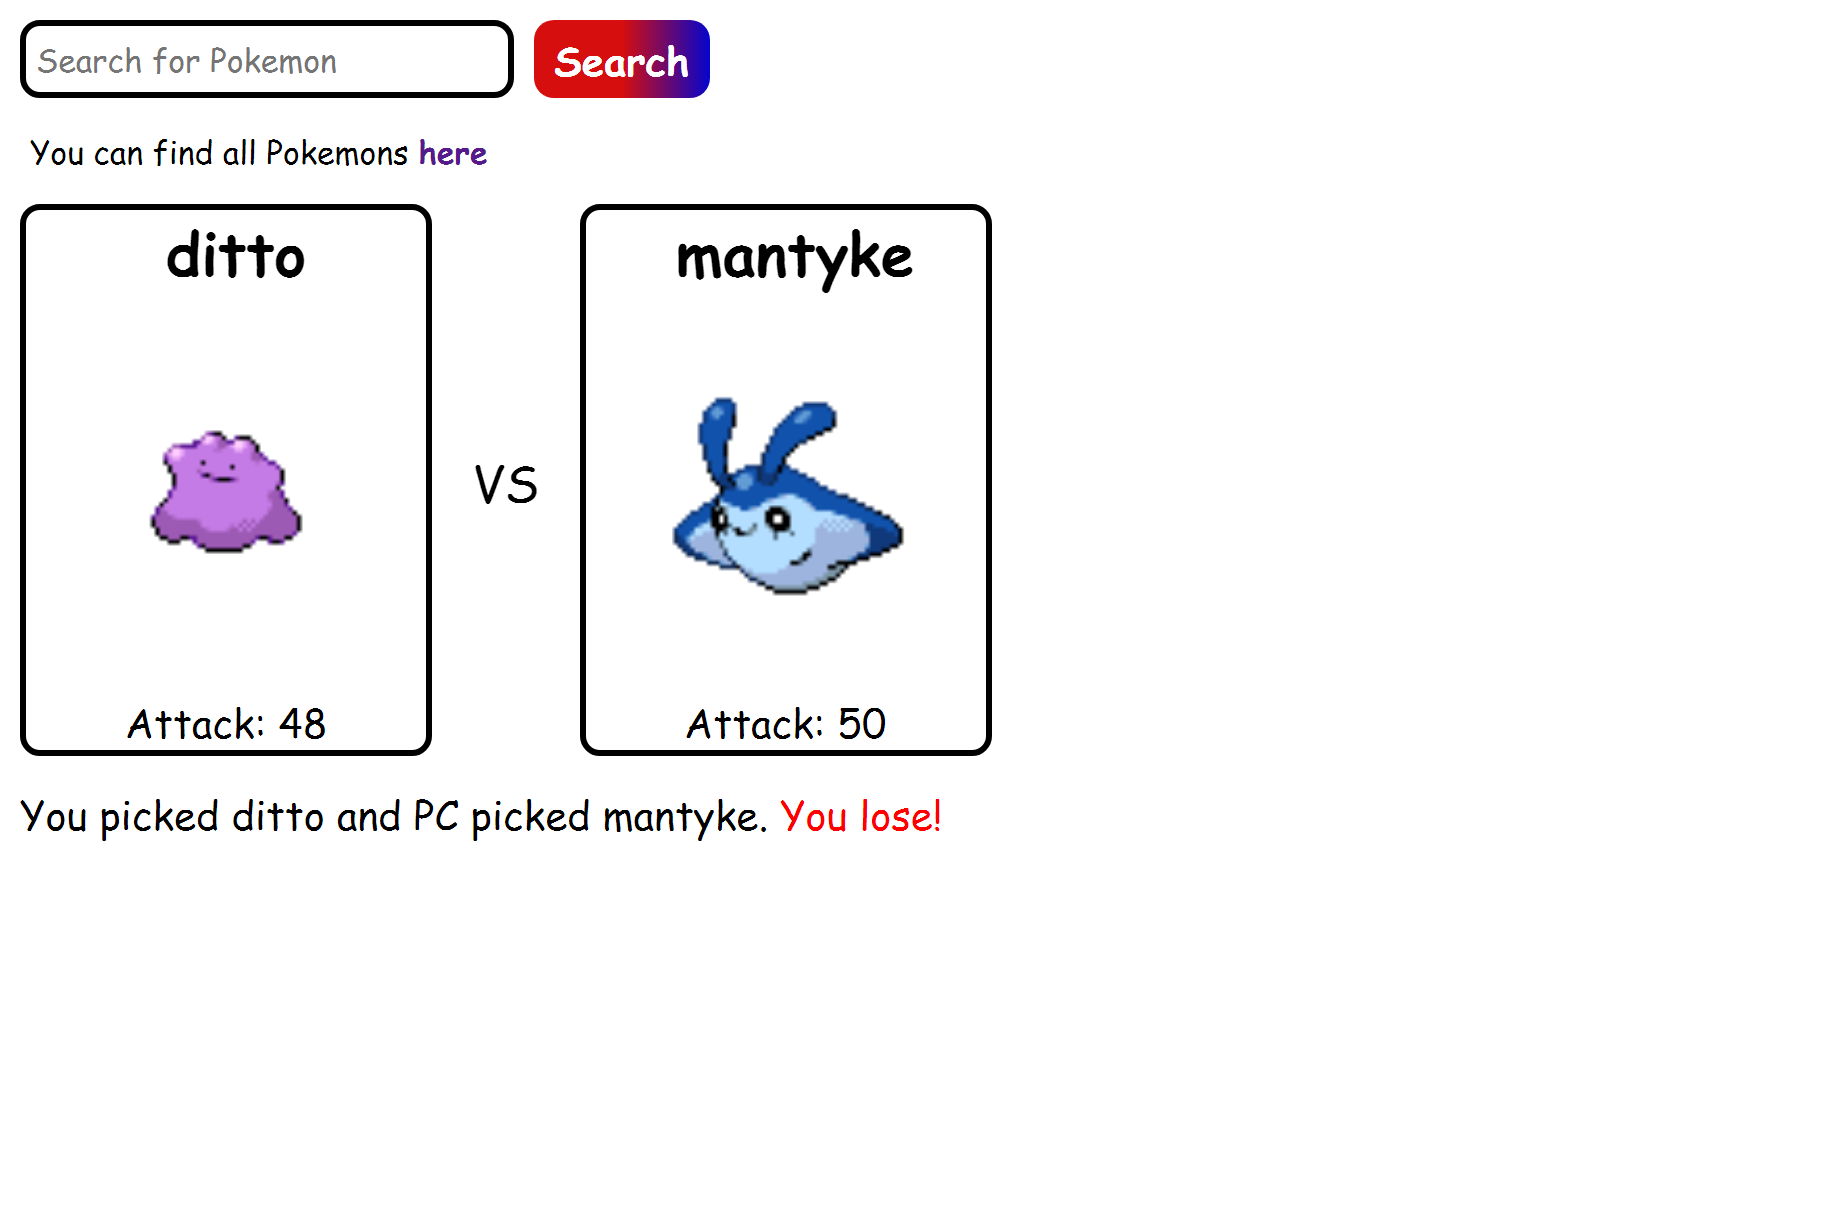 Search for Pokemon
Search
You can find all Pokemons here
ditto
mantyke
VS
Attack: 48
Attack: 50
You picked ditto and PC picked mantyke. You lose!